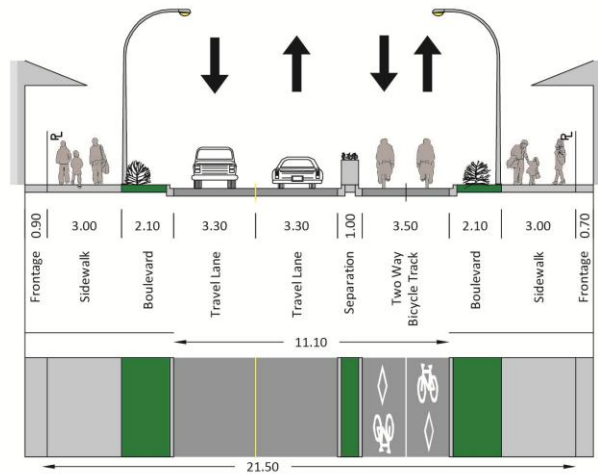 PL
PL
0.90
3.00
2.10
3.30
3.30
1.00
3.50
2.10
3.00
0.70
Frontage
Sidewalk
Boulevard
Travel Lane
Travel Lane
Separation
Two Way
Bicycle Track
Boulevard
Sidewalk
Frontage
11.10
21.50